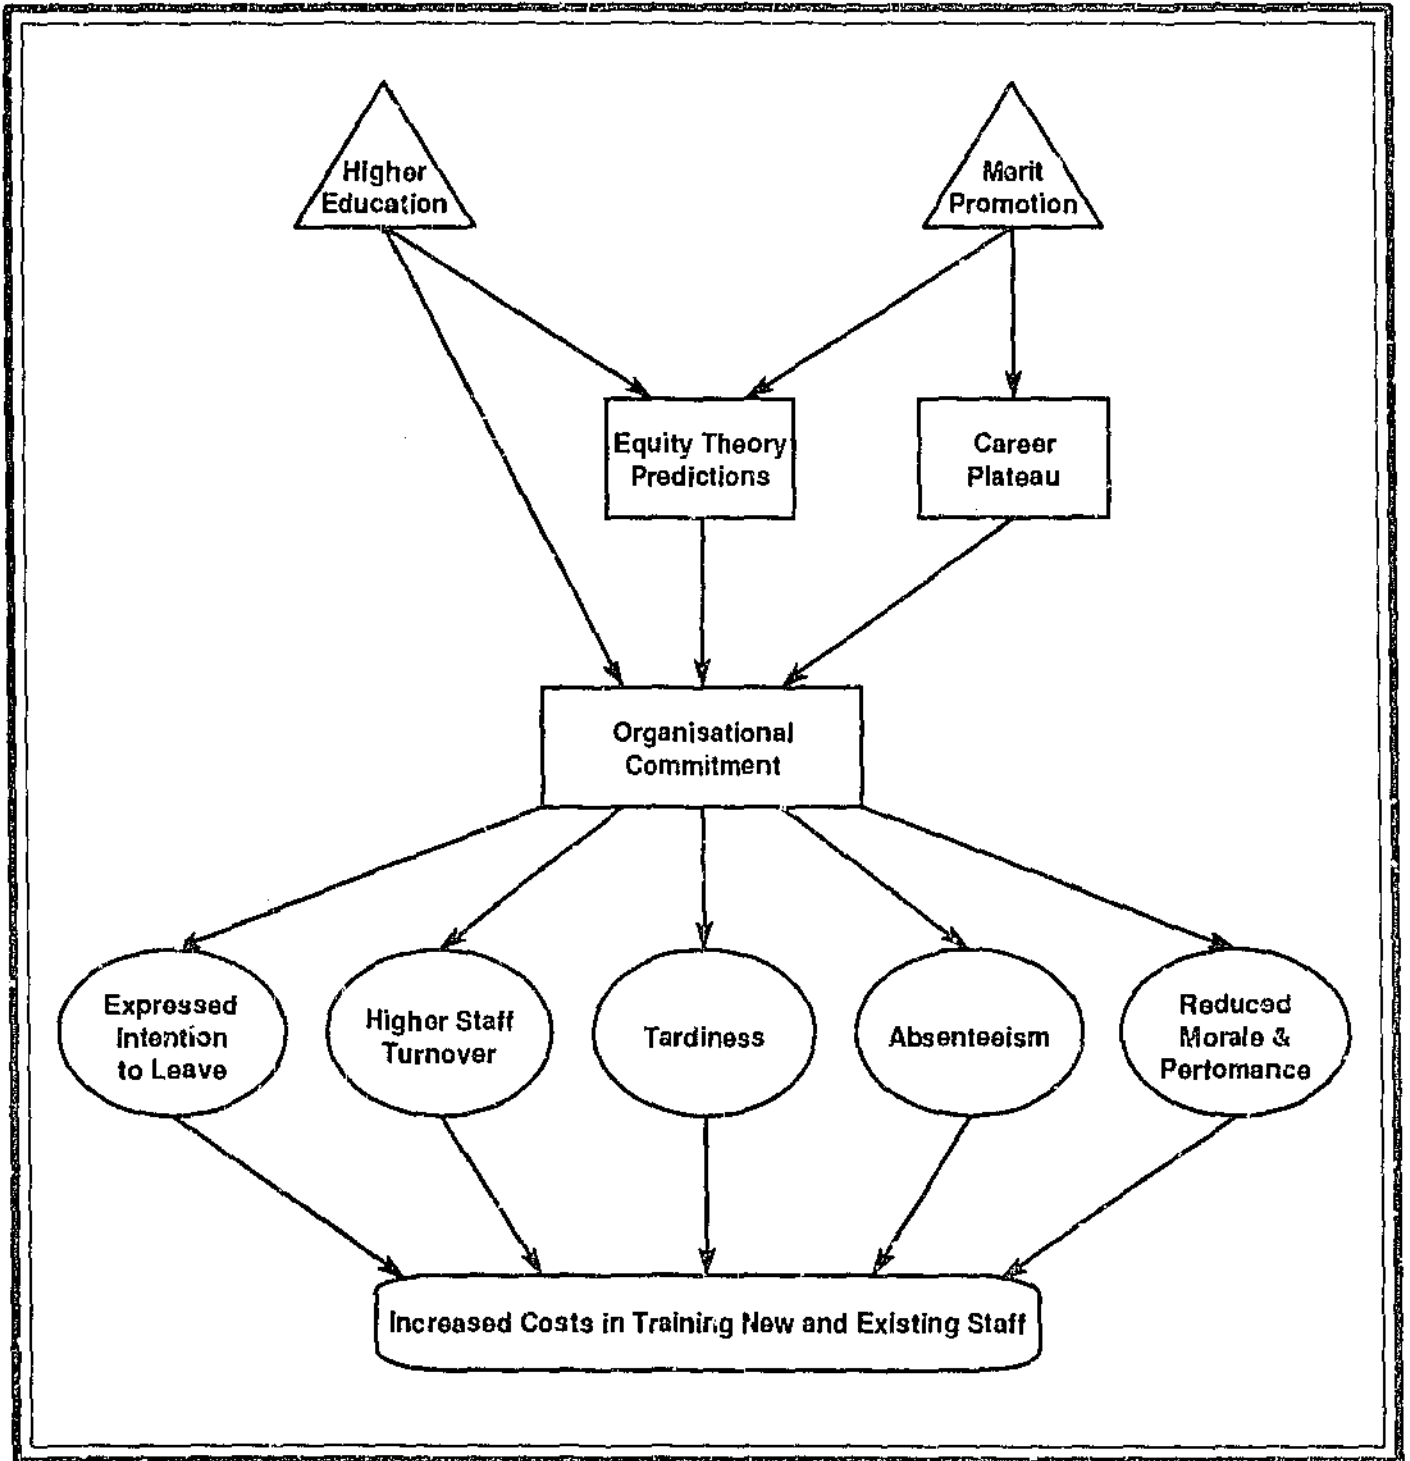 Higher
Education
Merit
Promotion
Equity Theory
Predictions
Career
Plateau
Organisational
Commitment
Expressed
Intention
to Leave
Higher Staff
Turnover
Tardiness
Absenteeism
Reduced
Morale &
Pertomance
Increased Costs in Training New and Existing Staff